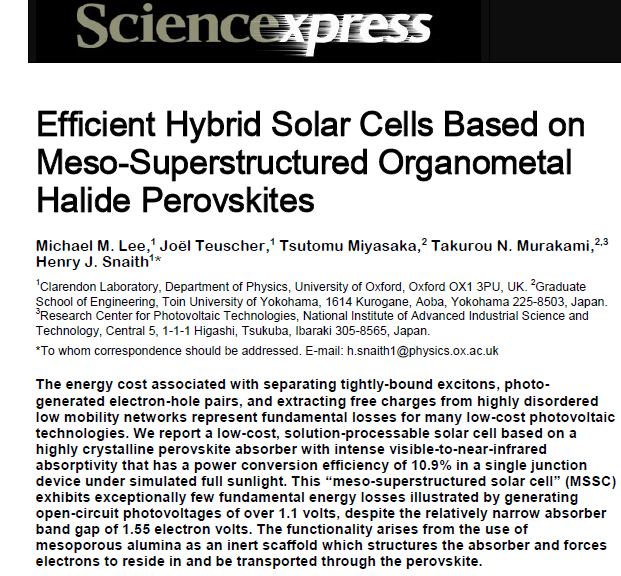 Sciencexpress
Efficient Hybrid Solar Cells Based on
Meso-Superstructured Organometal
Halide Perovskites
Michael M. Lee,¹ Joël Teuscher,¹ Tsutomu Miyasaka,² Takurou N. Murakami,²,³
Henry J. Snaith¹*
¹Clarendon Laboratory, Department of Physics, University of Oxford, Oxford OX1 3PU, UK. ²Graduate
School of Engineering, Toin University of Yokohama, 1614 Kurogane, Aoba, Yokohama 225-8503, Japan.
³Research Center for Photovoltaic Technologies, National Institute of Advanced Industrial Science and
Technology, Central 5, 1-1-1 Higashi, Tsukuba, Ibaraki 305-8565, Japan.
*To whom correspondence should be addressed. E-mail: h.snaith1@physics.ox.ac.uk
The energy cost associated with separating tightly-bound excitons, photo-
generated electron-hole pairs, and extracting free charges from highly disordered
low mobility networks represent fundamental losses for many low-cost photovoltaic
technologies. We report a low-cost, solution-processable solar cell based on a
highly crystalline perovskite absorber with intense visible-to-near-infrared
absorptivity that has a power conversion efficiency of 10.9% in a single junction
device under simulated full sunlight. This “meso-superstructured solar cell” (MSSC)
exhibits exceptionally few fundamental energy losses illustrated by generating
open-circuit photovoltages of over 1.1 volts, despite the relatively narrow absorber
band gap of 1.55 electron volts. The functionality arises from the use of
mesoporous alumina as an inert scaffold which structures the absorber and forces
electrons to reside in and be transported through the perovskite.